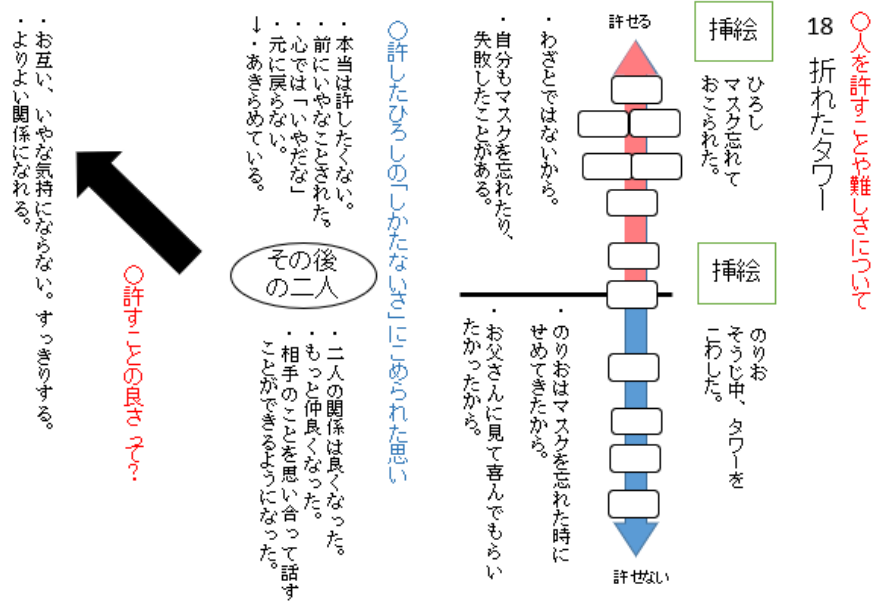 ○人を許すことや難しさについて
18 折れたタワー
挿絵
ひろし
マスク忘れて
おこられた。
挿絵
のりお
そうじ中、タワーを
こわした。
許せる
許せない
・わざとではないから。
・自分もマスクを忘れたり、
失敗したことがある。
・のりおはマスクを忘れた時に
せめてきたから。
・お父さんに見て喜んでもらい
たかったから。
○許したひろしの「しかたないさ」にこめられた思い
・本当は許したくない。
・前にいやなことされた。
・心では「いやだな」
・元に戻らない。
↓・あきらめている。
その後
の二人
・二人の関係は良くなった。
・もっと仲良くなった。
・相手のことを思い合って話す
ことができるようになった。
○許すことの良さって?
・お互い、いやな気持にならない。すっきりする。
・よりよい関係になれる。